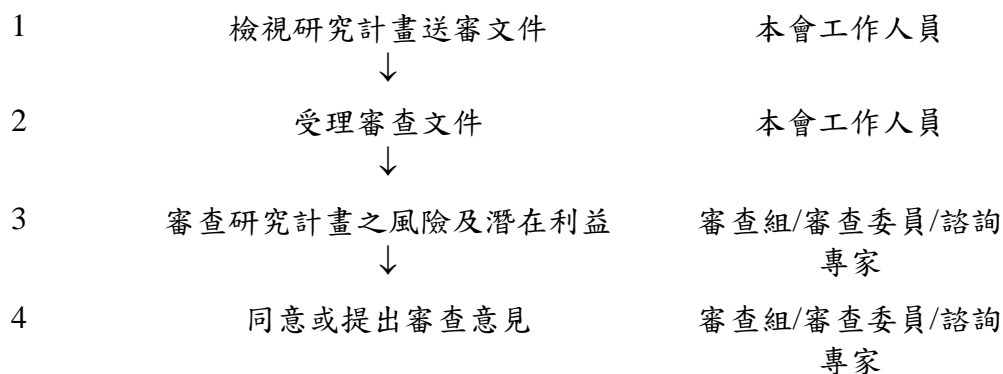 1 檢視研究計畫送審文件 本會工作人員
↓
2 受理審查文件 本會工作人員
↓
3 審查研究計畫之風險及潛在利益 審查組/審查委員/諮詢
↓ 專家
4 同意或提出審查意見 審查組/審查委員/諮詢
專家